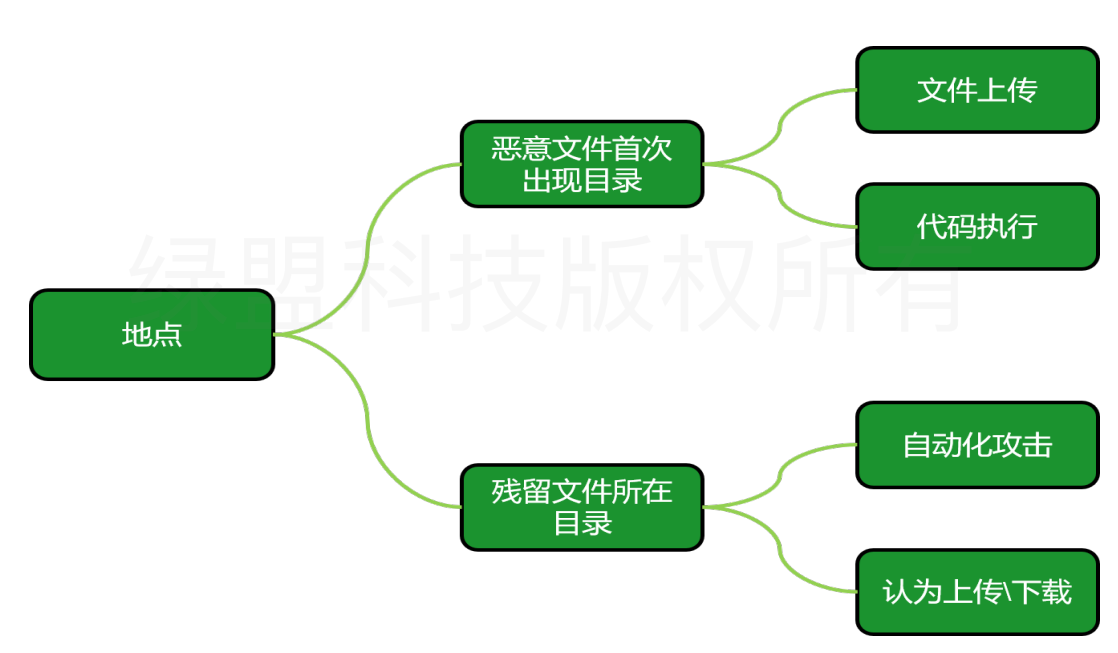 文件上传
恶意文件首次
出现目录
代码执行
绿盟科技版权所有
地点
自动化攻击
残留文件所在
目录
认为上传\下载